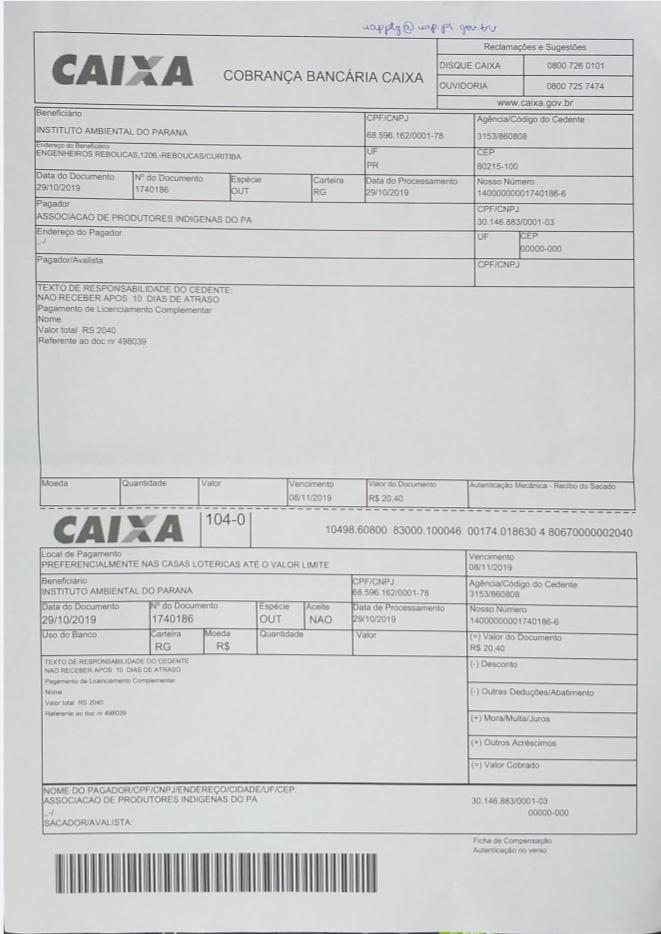 iapptg@iap.pr.gov.br
CAIXA
COBRANÇA BANCÁRIA CAIXA
Reclamações e Sugestões
DISQUE CAIXA 0800 726 0101
OUVIDORIA 0800 725 7474
www.caixa.gov.br
Beneficiário CPF/CNPJ Agência/Código do Cedente
INSTITUTO AMBIENTAL DO PARANA 68.596.162/0001-78 3153/860808
Endereço do Beneficiário UF CEP
ENGENHEIROS REBOUCAS,1206,-REBOUCAS/CURITIBA PR 80215-100
Data do Documento Nº do Documento Espécie Carteira Data do Processamento Nosso Número
29/10/2019 1740186 OUT RG 29/10/2019 14000000001740186-6
Pagador CPF/CNPJ
ASSOCIACAO DE PRODUTORES INDIGENAS DO PA 30.146.883/0001-03
Endereço do Pagador UF CEP
..-/ 00000-000
Pagador/Avalista CPF/CNPJ
TEXTO DE RESPONSABILIDADE DO CEDENTE:
NAO RECEBER APOS 10 DIAS DE ATRASO
Pagamento de Licenciamento Complementar
Nome
Valor total RS 2040
Referente ao doc nr 498039
Moeda Quantidade Valor Vencimento Valor do Documento Autenticação Mecânica - Recibo do Sacado
08/11/2019 R$ 20,40
CAIXA 104-0 10498.60800 83000.100046 00174.018630 4 80670000002040
Local de Pagamento Vencimento
PREFERENCIALMENTE NAS CASAS LOTERICAS ATÉ O VALOR LIMITE 08/11/2019
Beneficiário CPF/CNPJ Agência/Código do Cedente
INSTITUTO AMBIENTAL DO PARANA 68.596.162/0001-78 3153/860808
Data do Documento Nº do Documento Espécie Aceite Data de Processamento Nosso Número
29/10/2019 1740186 OUT NAO 29/10/2019 14000000001740186-6
Uso do Banco Carteira Moeda Quantidade Valor (=) Valor do Documento
RG R$ R$ 20,40
TEXTO DE RESPONSABILIDADE DO CEDENTE
NAO RECEBER APOS 10 DIAS DE ATRASO
Pagamento de Licenciamento Complementar
Nome
Valor total RS 2040
Referente ao doc nr 498039
(-) Desconto
(-) Outras Deduções/Abatimento
(+) Mora/Multa/Juros
(+) Outros Acréscimos
(=) Valor Cobrado
NOME DO PAGADOR/CPF/CNPJ/ENDEREÇO/CIDADE/UF/CEP:
ASSOCIACAO DE PRODUTORES INDIGENAS DO PA 30.146.883/0001-03
..-/ 00000-000
SACADOR/AVALISTA:
Ficha de Compensação
Autenticação no verso